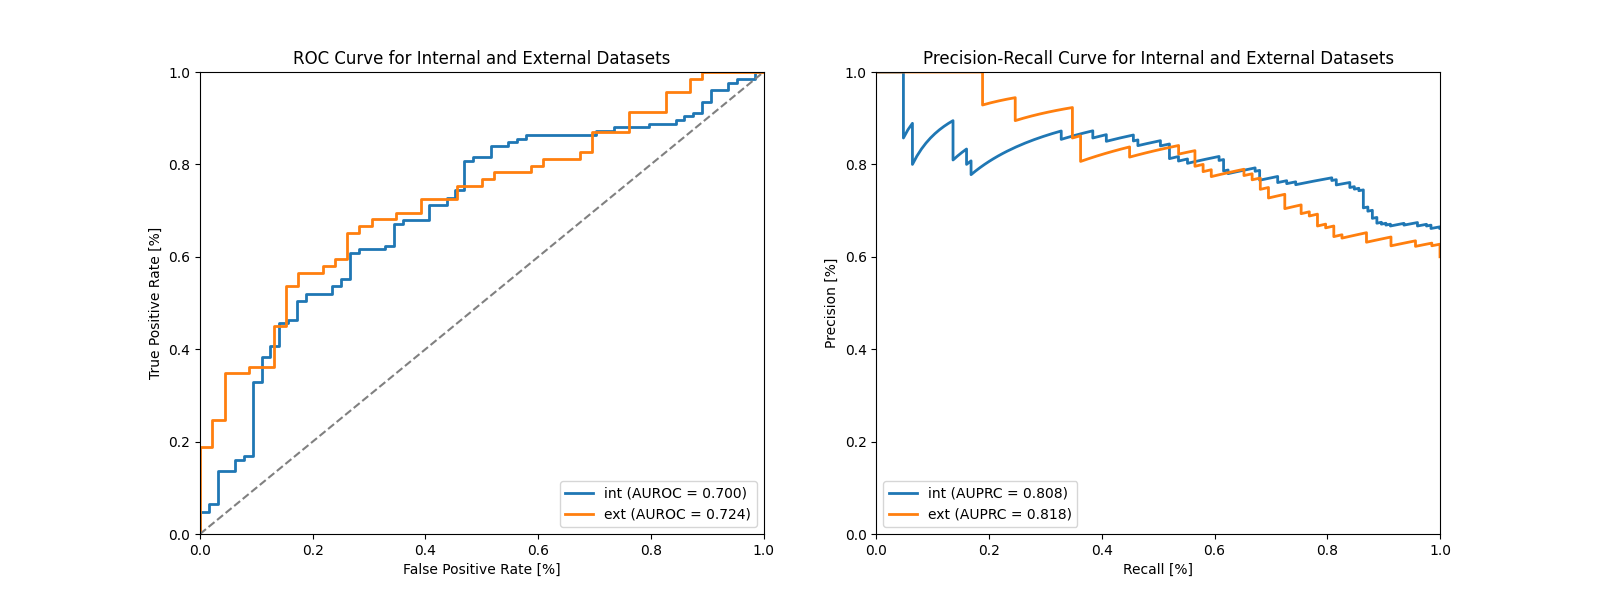 ROC Curve for Internal and External Datasets
1.0
0.8
0.6
0.4
0.2
0.0
True Positive Rate [%]
int (AUROC = 0.700)
ext (AUROC = 0.724)
0.0 0.2 0.4 0.6 0.8 1.0
False Positive Rate [%]
Precision-Recall Curve for Internal and External Datasets
1.0
0.8
0.6
0.4
0.2
0.0
Precision [%]
int (AUPRC = 0.808)
ext (AUPRC = 0.818)
0.0 0.2 0.4 0.6 0.8 1.0
Recall [%]